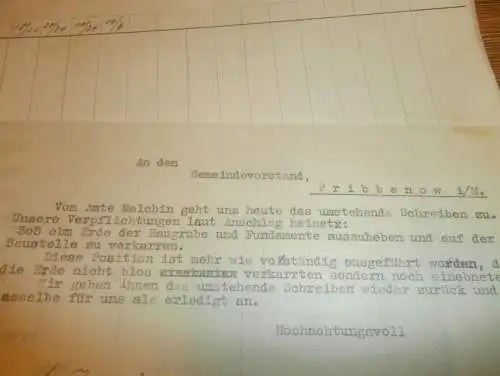 An den
Gemeindevorstand,
Pribbenow i/M.
Vom Amte Malchin geht uns heute das umstehende Schreiben zu.
Unsere Verpflichtungen laut Anschlag heisst:
obm Erde der Baugrube und Fundamente auszuheben und auf der
Baustelle zu verkarren.
Diese Position ist mehr wie vollständig ausgeführt worden, d
die Erde nicht blos verkarrten sondern noch einebnete
Wir geben Ihnen das umstehende Schreiben wieder zurück und
asselbe für uns als erledigt an.
Hochachtungsvoll